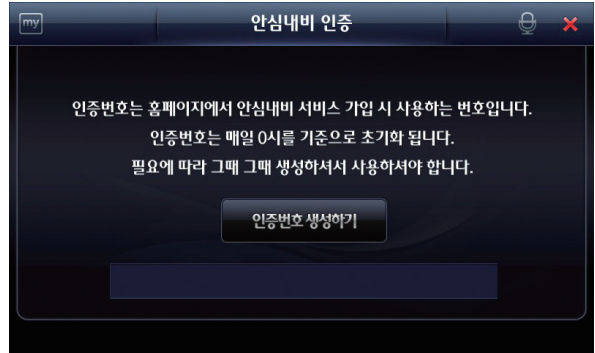 my
안심내비 인증
인증번호는 홈페이지에서 안심내비 서비스 가입 시 사용하는 번호입니다.
인증번호는 매일 0시를 기준으로 초기화 됩니다.
필요에 따라 그때 그때 생성하셔서 사용하셔야 합니다.
인증번호 생성하기